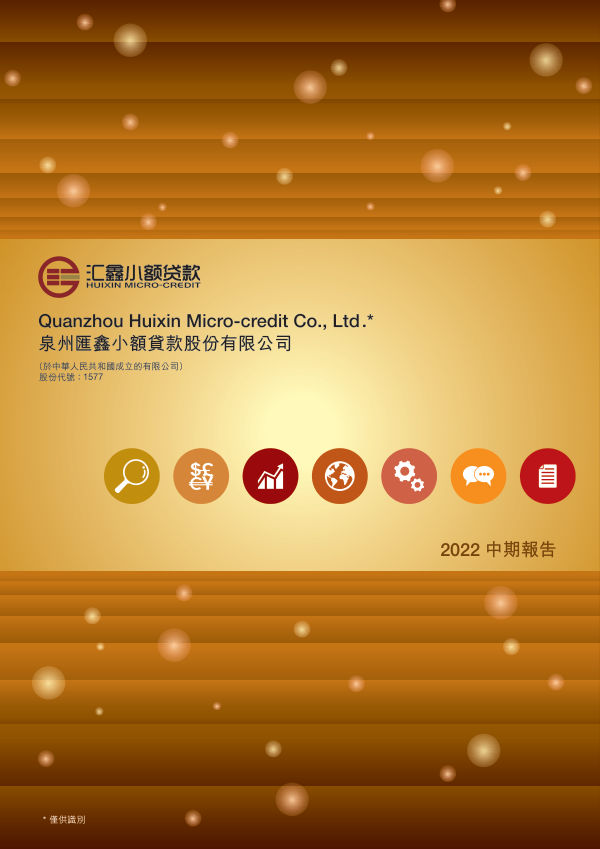 汇鑫小额贷款
HUIXIN MICRO-CREDIT
Quanzhou Huixin Micro-credit Co., Ltd.*
泉州匯鑫小額貸款股份有限公司
(於中華人民共和國成立的有限公司)
股份代號：1577
$£
€¥
2022 中期報告
* 僅供識別